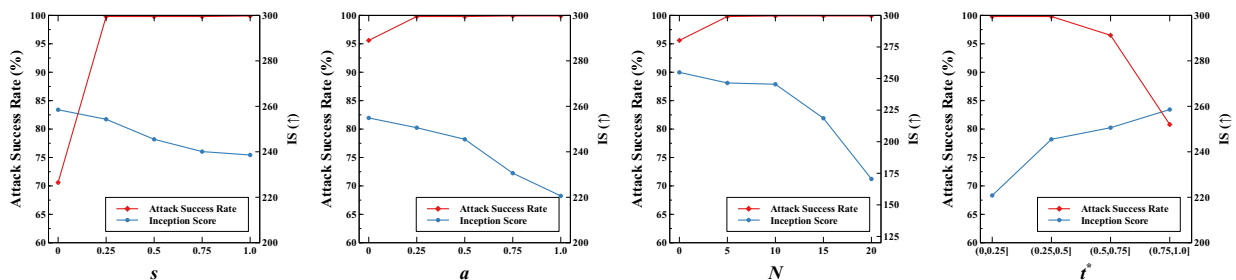 Attack Success Rate (%)
100
95
90
85
80
75
70
65
60
300
280
260
240
220
200
IS (↑)
Attack Success Rate
Inception Score
0 0.25 0.5 0.75 1.0
s
Attack Success Rate (%)
100
95
90
85
80
75
70
65
60
300
280
260
240
220
200
IS (↑)
Attack Success Rate
Inception Score
0 0.25 0.5 0.75 1.0
a
Attack Success Rate (%)
100
95
90
85
80
75
70
65
60
300
275
250
225
200
175
150
125
IS (↑)
Attack Success Rate
Inception Score
0 5 10 15 20
N
Attack Success Rate (%)
100
95
90
85
80
75
70
65
60
300
280
260
240
220
200
IS (↑)
Attack Success Rate
Inception Score
(0,0.25] (0.25,0.5] (0.5,0.75] (0.75,1.0]
t*